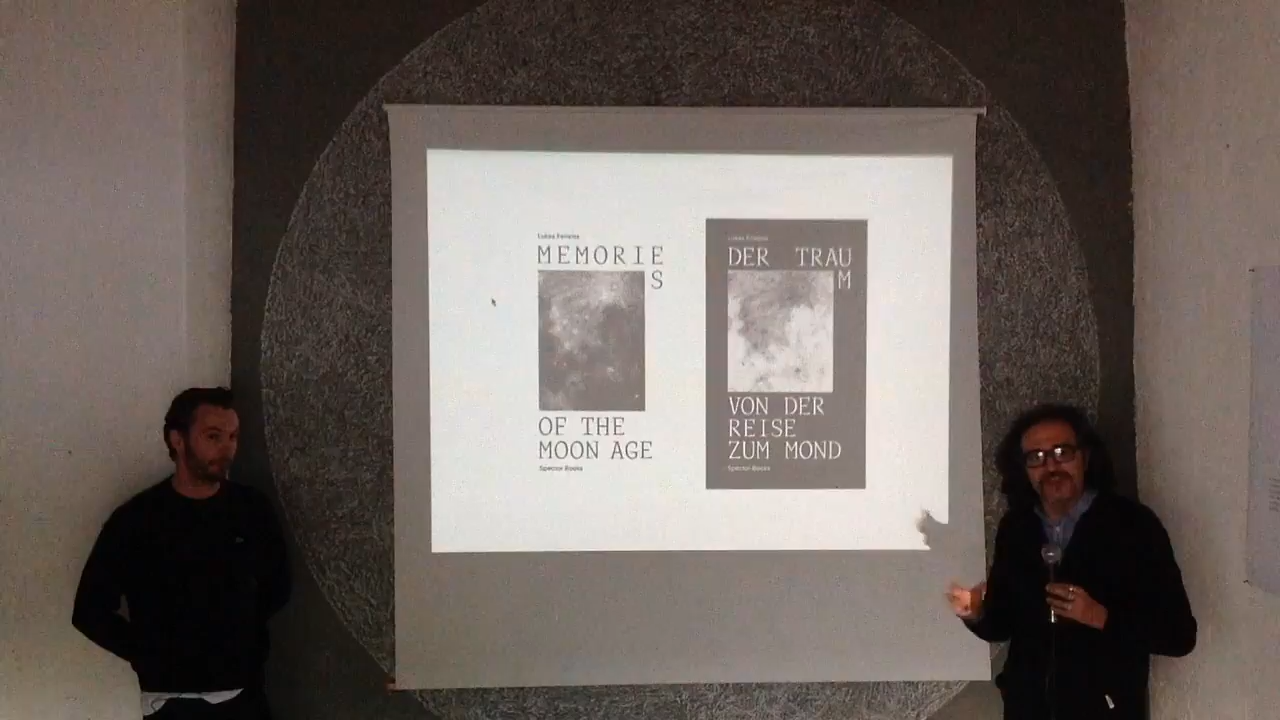 Lukas Feireiss
MEMORIE
S
OF THE
MOON AGE
Spector Books
Lukas Feireiss
DER TRAU
M
VON DER
REISE
ZUM MOND
Spector Books